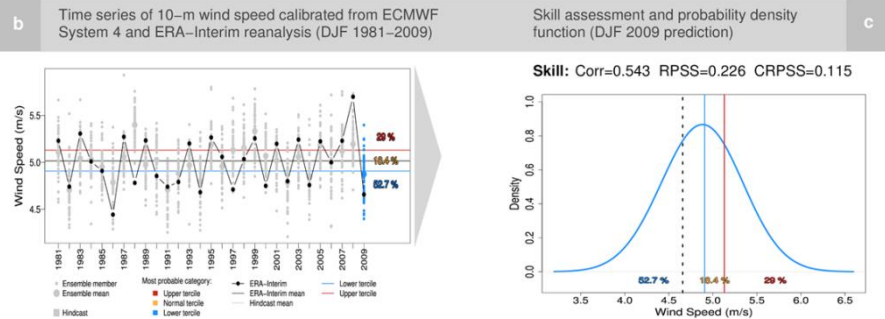 b
Time series of 10-m wind speed calibrated from ECMWF
System 4 and ERA-Interim reanalysis (DJF 1981-2009)
Wind Speed (m/s)
5.5
5.0
4.5
29 %
18.4 %
52.7 %
1981
1983
1985
1987
1989
1991
1993
1995
1997
1999
2001
2003
2005
2007
2009
Ensemble member
Ensemble mean
Hindcast
Most probable category:
Upper tercile
Normal tercile
Lower tercile
ERA-Interim
ERA-Interim mean
Hindcast mean
Lower tercile
Upper tercile
Skill assessment and probability density
function (DJF 2009 prediction)
c
Skill: Corr=0.543 RPSS=0.226 CRPSS=0.115
Density
1.0
0.8
0.6
0.4
0.2
0.0
52.7 % 18.4 % 29 %
3.5 4.0 4.5 5.0 5.5 6.0 6.5
Wind Speed (m/s)